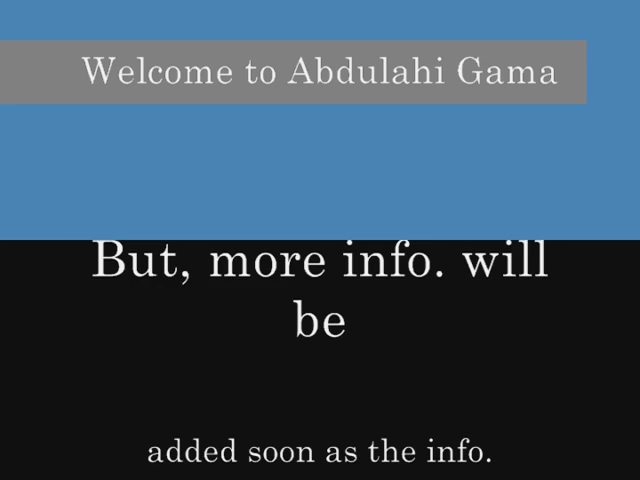 Welcome to Abdulahi Gama
But, more info. will
be
added soon as the info.